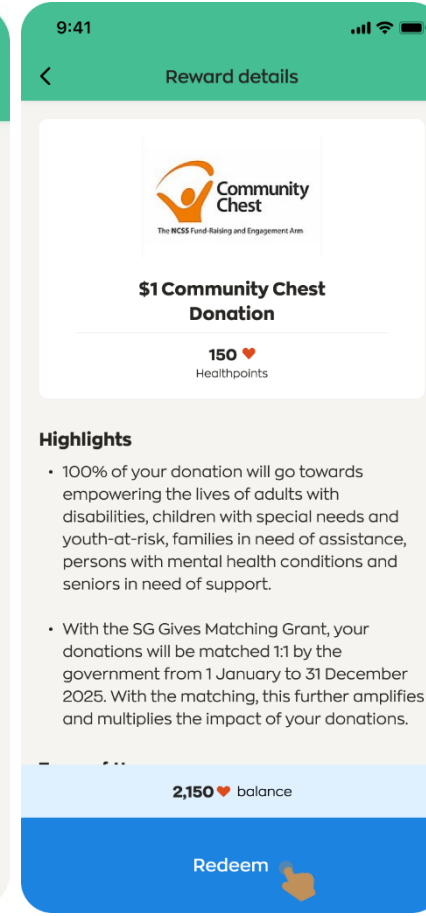 9:41
Reward details
Community
Chest
The NCSS Fund-Raising and Engagement Arm
$1 Community Chest
Donation
150
Healthpoints
Highlights
• 100% of your donation will go towards
empowering the lives of adults with
disabilities, children with special needs and
youth-at-risk, families in need of assistance,
persons with mental health conditions and
seniors in need of support.
• With the SG Gives Matching Grant, your
donations will be matched 1:1 by the
government from 1 January to 31 December
2025. With the matching, this further amplifies
and multiplies the impact of your donations.
2,150 balance
Redeem